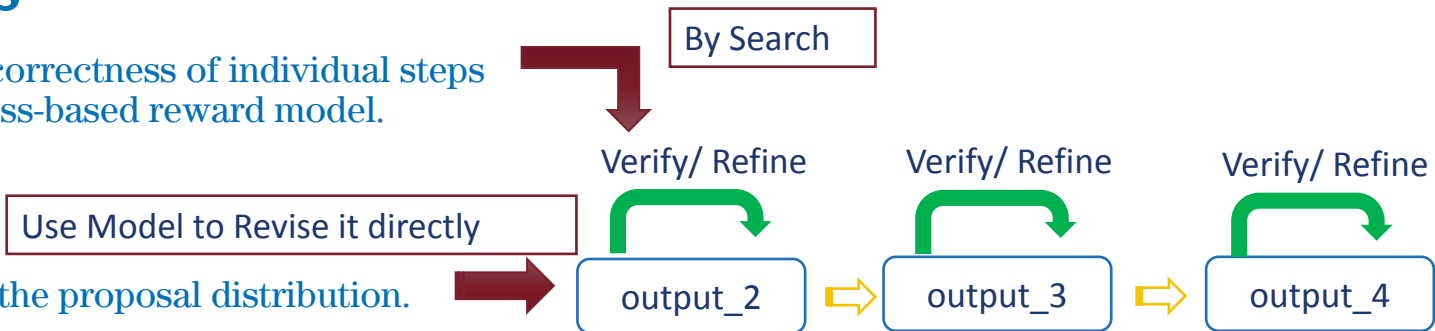 By Search
correctness of individual steps
-based reward model.
Verify/ Refine
Verify/ Refine
Verify/ Refine
Use Model to Revise it directly
the proposal distribution.
output_2
output_3
output_4